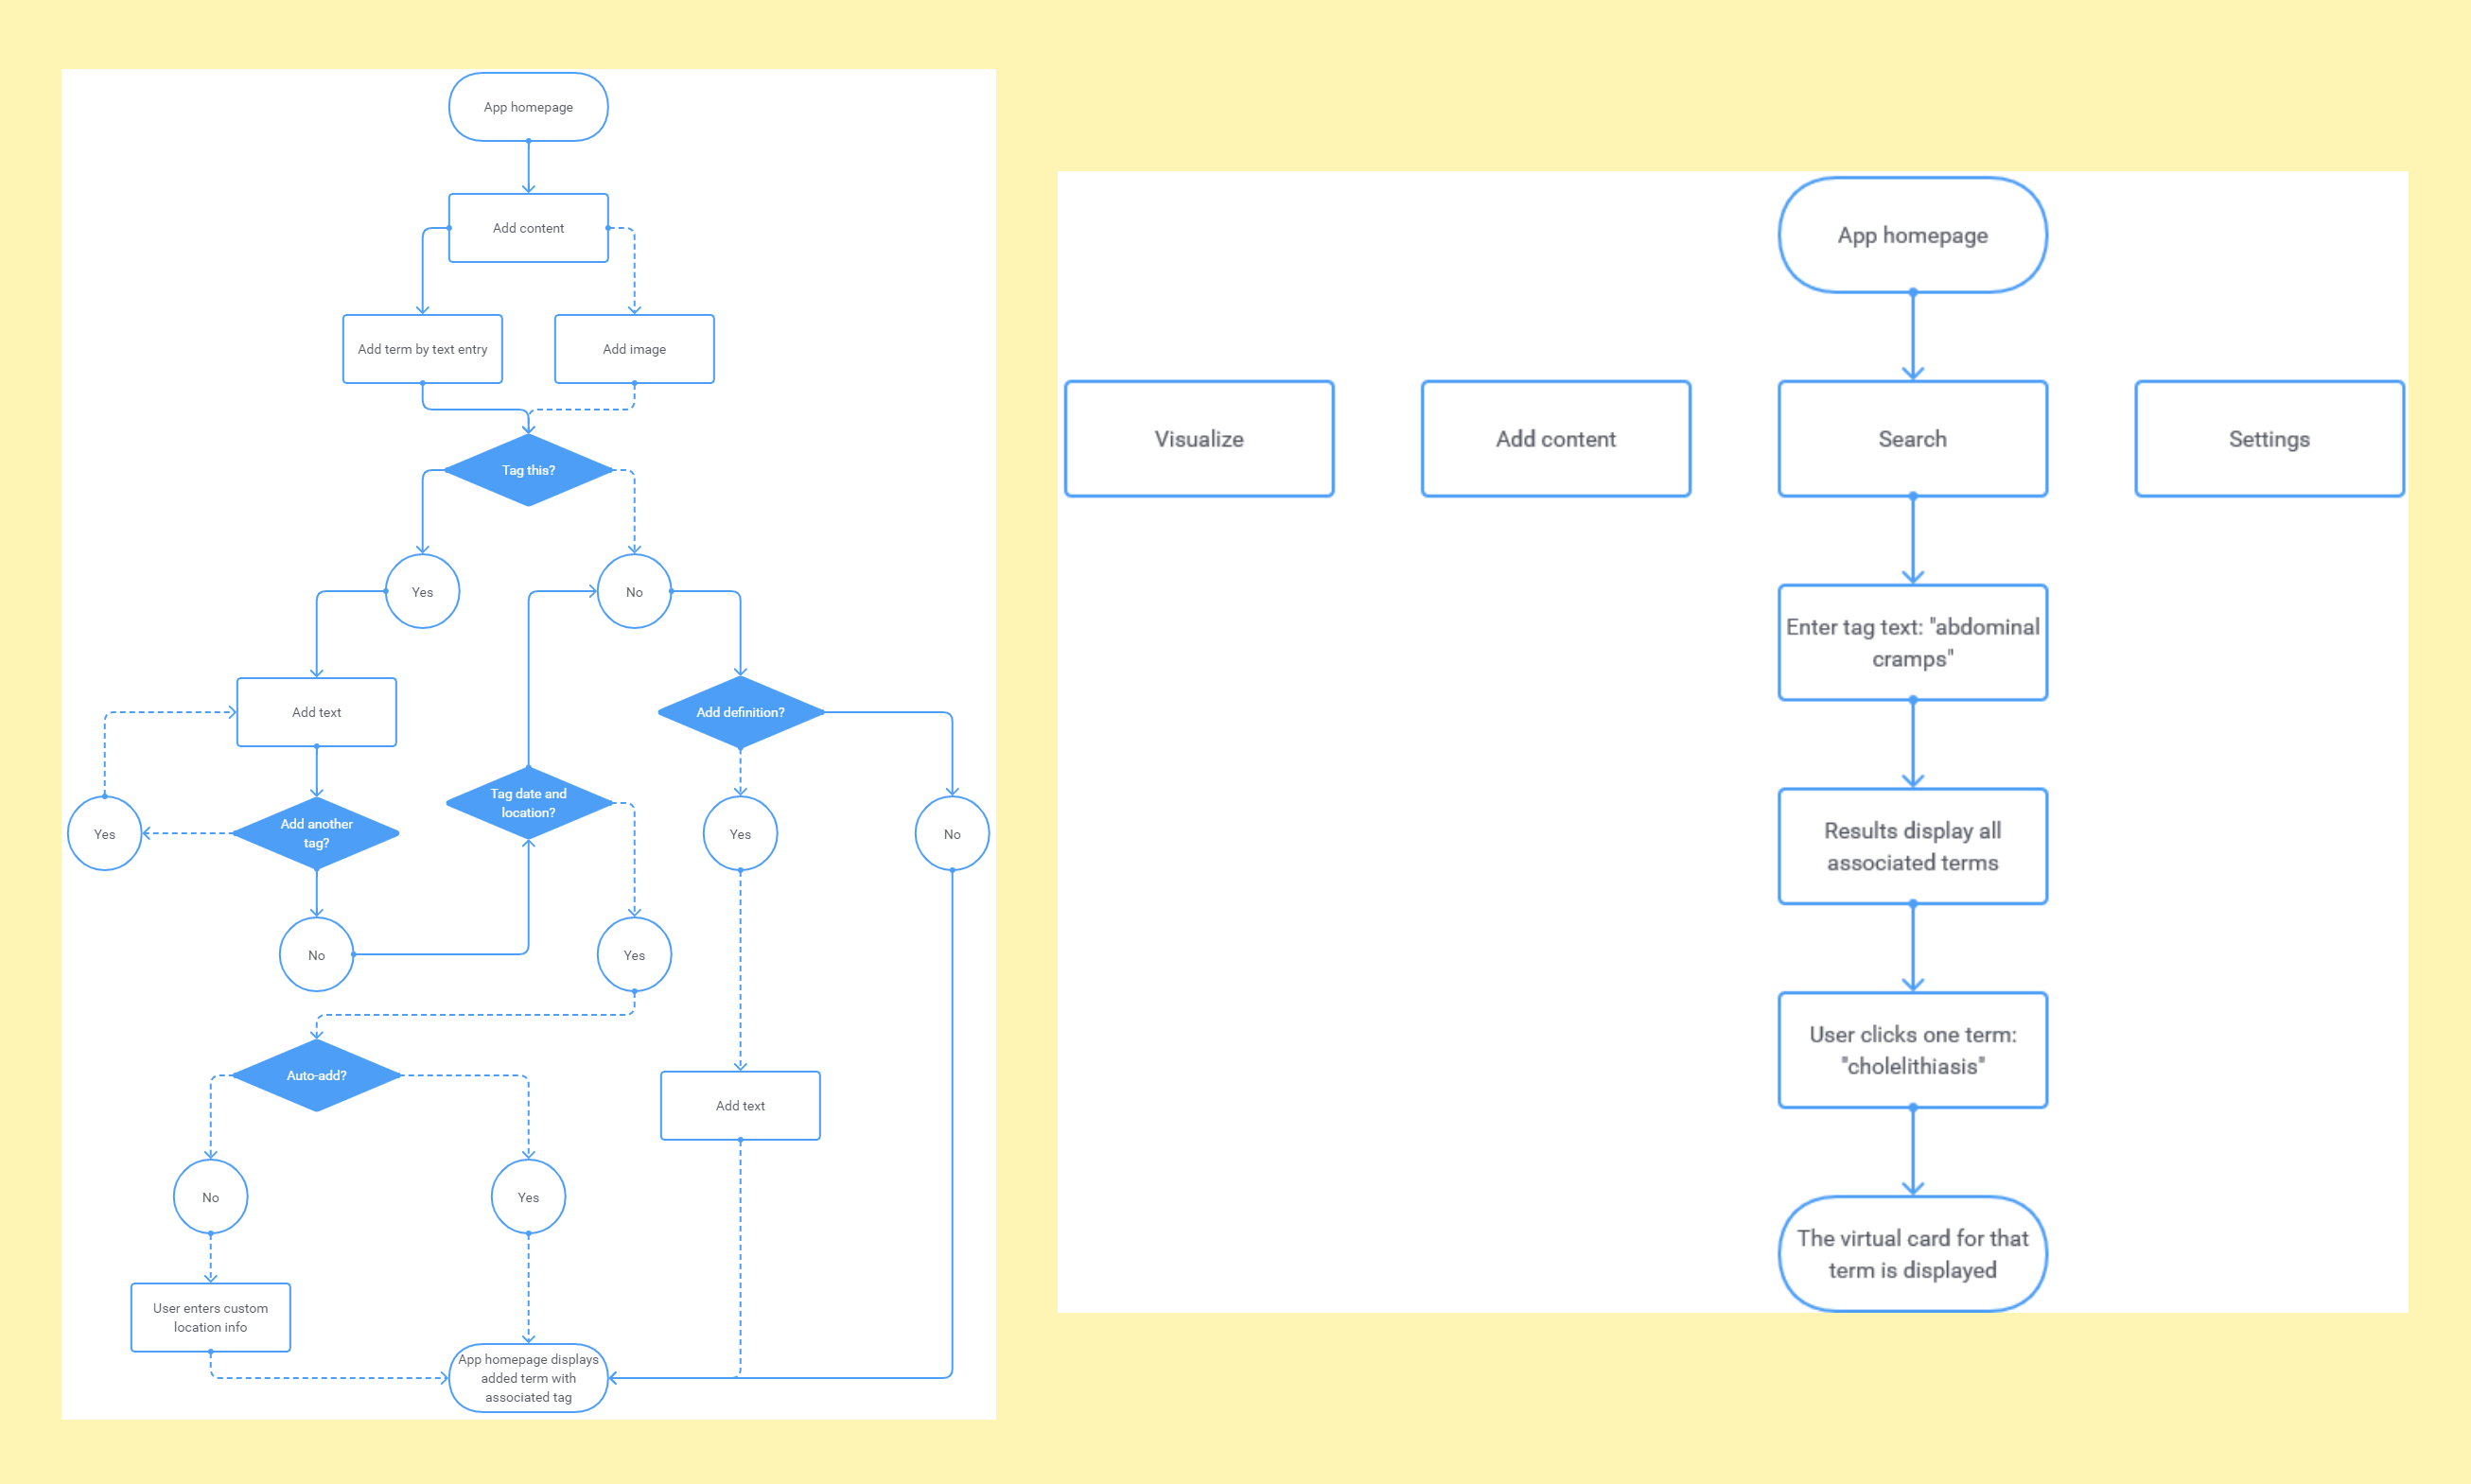 App homepage
Add content
Add term by text entry
Add image
Tag this?
Yes
No
Add text
Add definition?
Tag date and
location?
Yes
Add another
tag?
Yes
No
No
Yes
Auto-add?
Add text
No
Yes
User enters custom
location info
App homepage displays
added term with
associated tag
App homepage
Visualize
Add content
Search
Settings
Enter tag text: "abdominal
cramps"
Results display all
associated terms
User clicks one term:
"cholelithiasis"
The virtual card for that
term is displayed